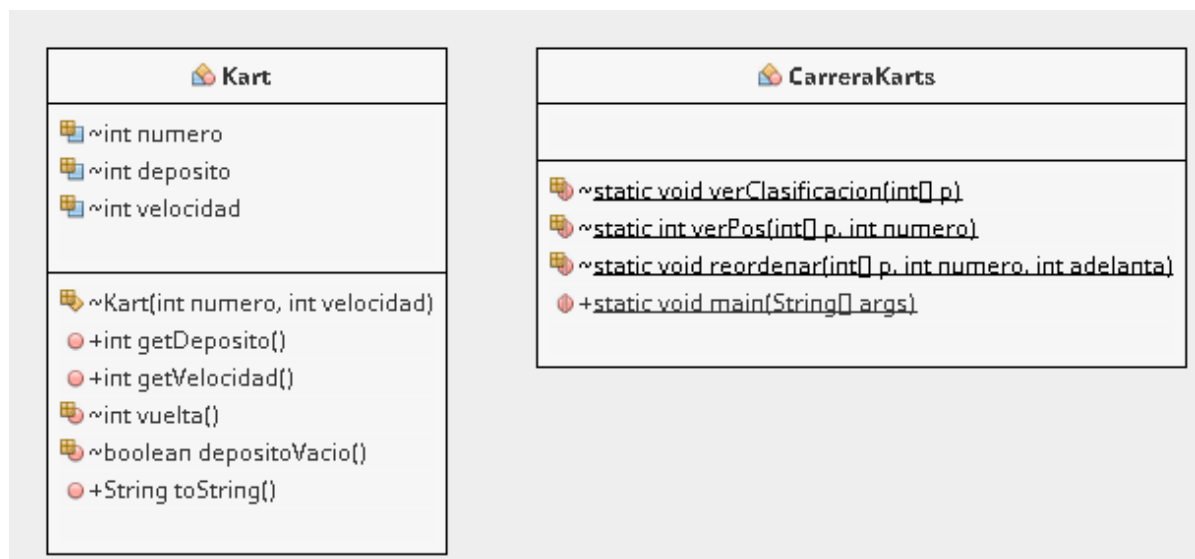 Kart
~int numero
~int deposito
~int velocidad
~Kart(int numero, int velocidad)
+int getDeposito()
+int getVelocidad()
~int vuelta()
~boolean depositoVacio()
+String toString()
CarreraKarts
~static void verClasificacion(int[] p)
~static int verPos(int[] p, int numero)
~static void reordenar(int[] p, int numero, int adelanta)
+static void main(String[] args)